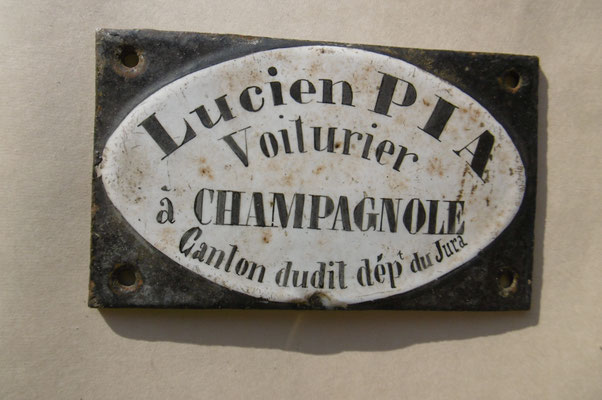 Lucien PIA
Voiturier
à CHAMPAGNOLE
Canton dudit dépt du Jura